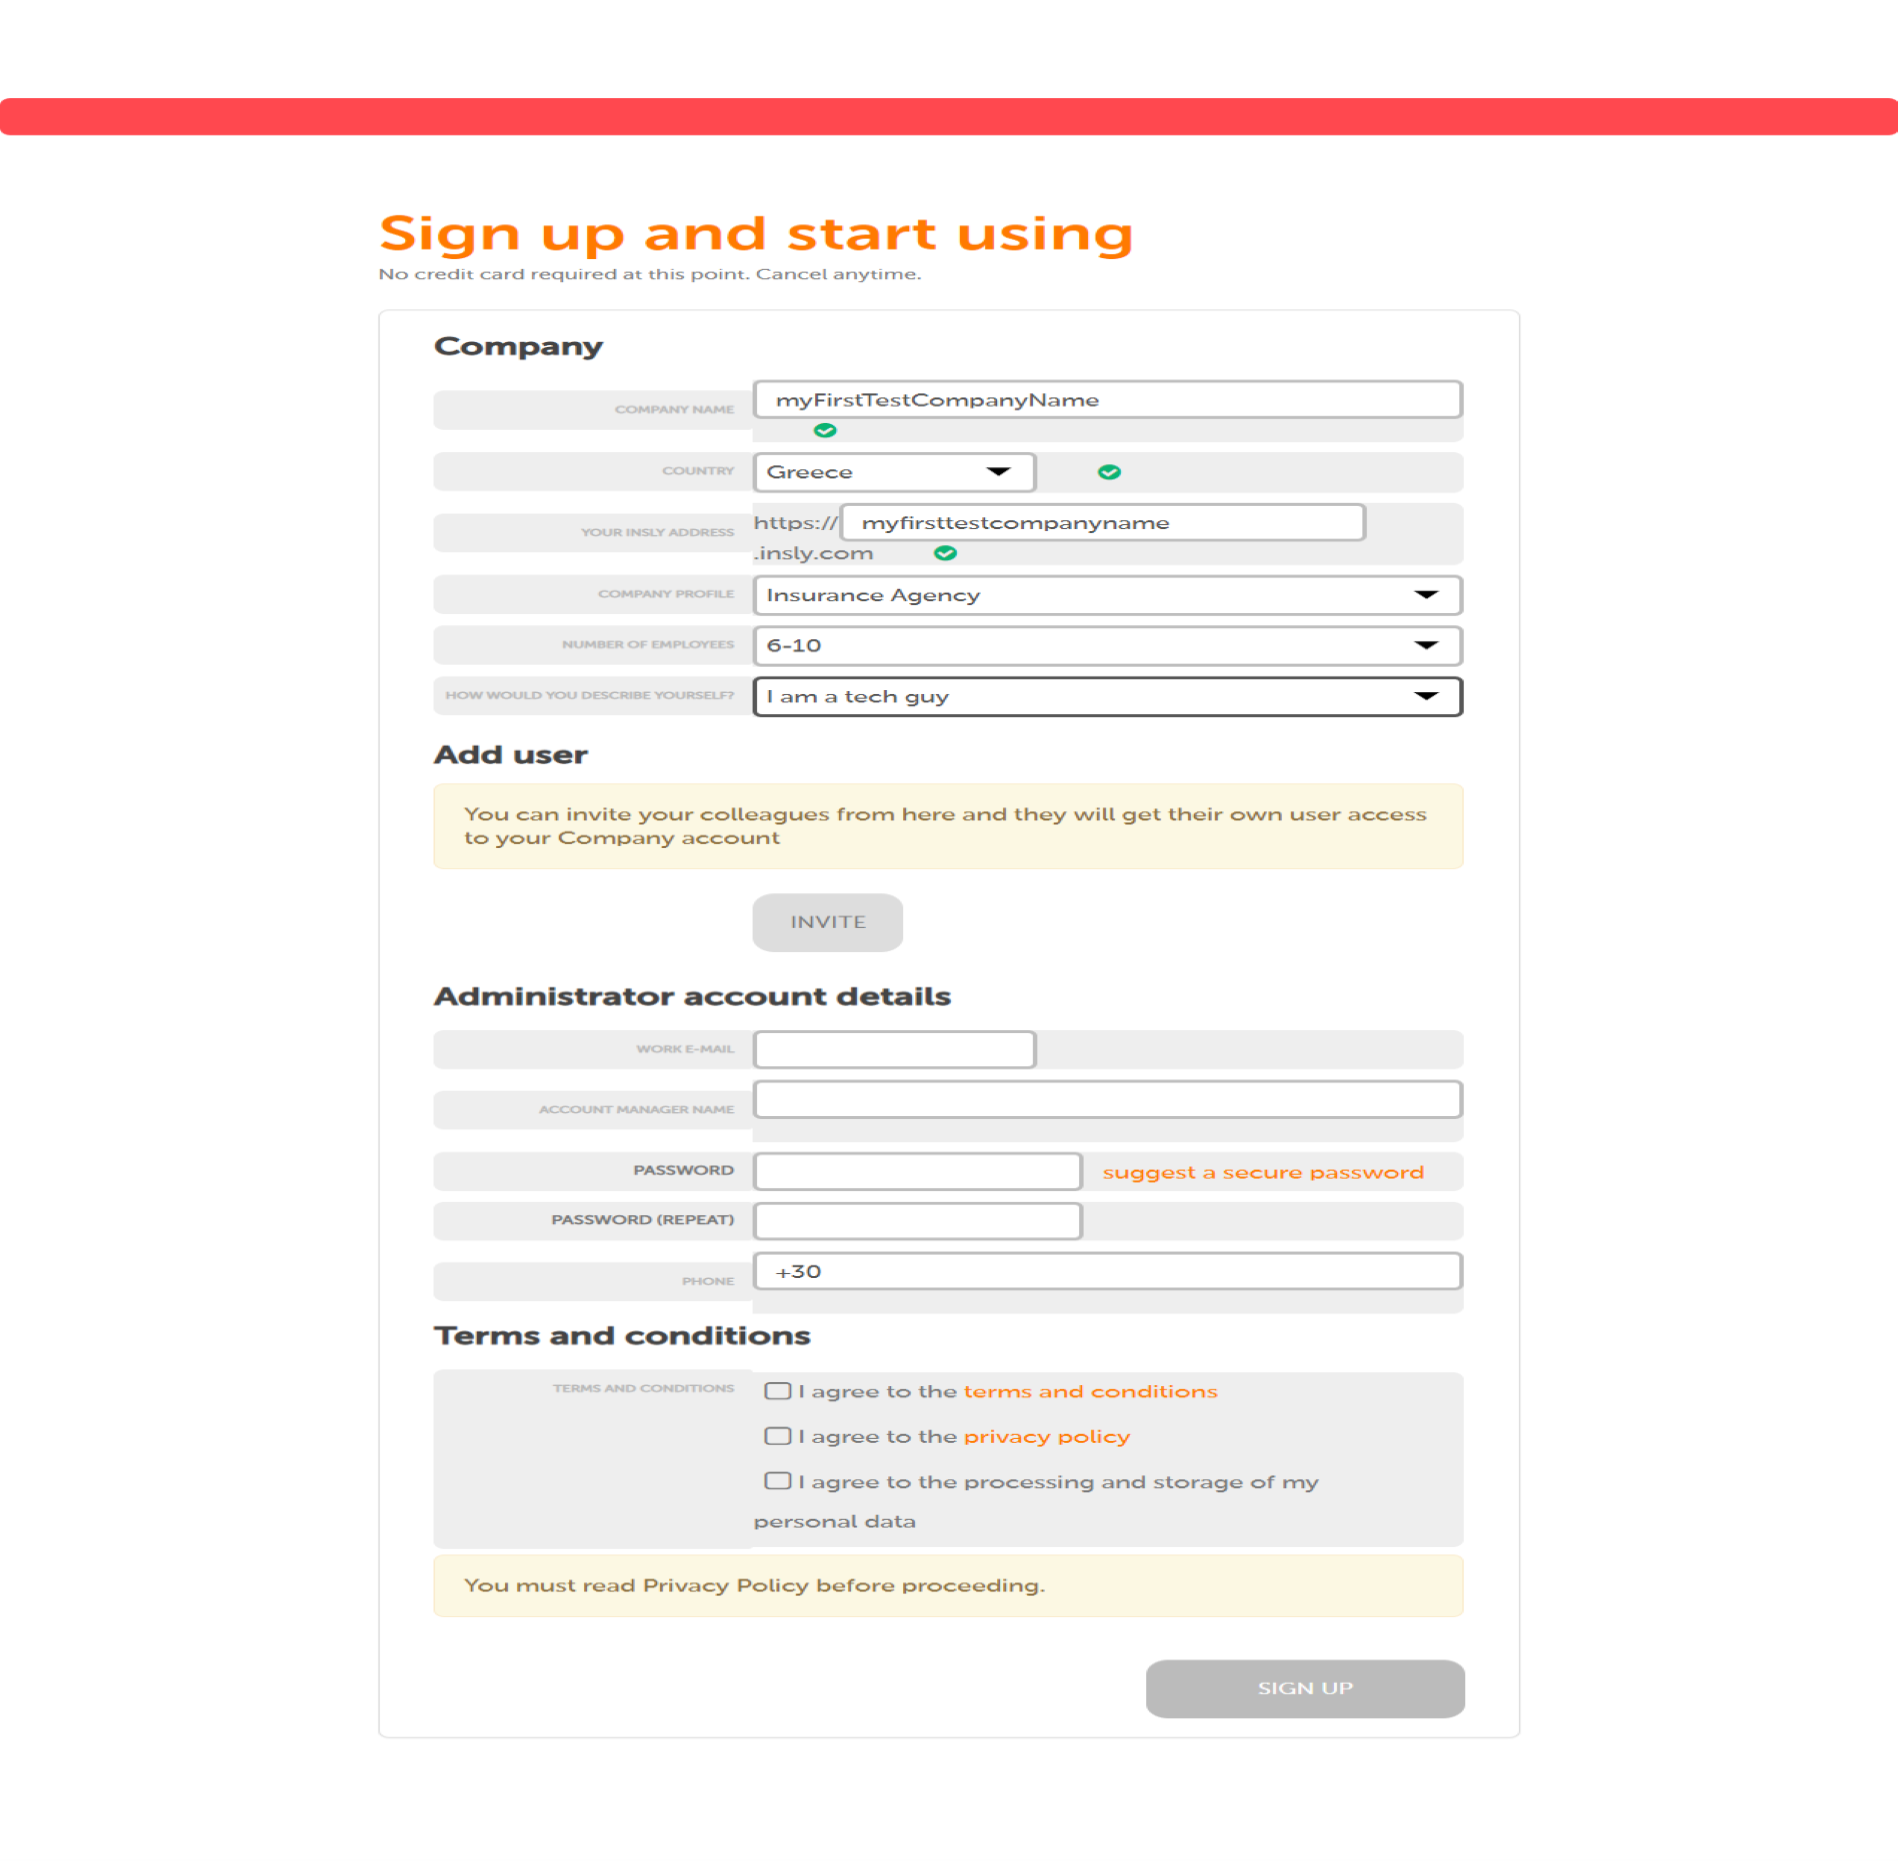 Sign up and start using
No credit card required at this point. Cancel anytime.
Company
COMPANY NAME
myFirstTestCompanyName
COUNTRY
Greece
YOUR INSLY ADDRESS
https://
myfirsttestcompanyname
.insly.com
COMPANY PROFILE
Insurance Agency
NUMBER OF EMPLOYEES
6-10
HOW WOULD YOU DESCRIBE YOURSELF?
I am a tech guy
Add user
You can invite your colleagues from here and they will get their own user access
to your Company account
INVITE
Administrator account details
WORK E-MAIL
ACCOUNT MANAGER NAME
PASSWORD
suggest a secure password
PASSWORD (REPEAT)
PHONE
+30
Terms and conditions
TERMS AND CONDITIONS
I agree to the terms and conditions
I agree to the privacy policy
I agree to the processing and storage of my
personal data
You must read Privacy Policy before proceeding.
SIGN UP